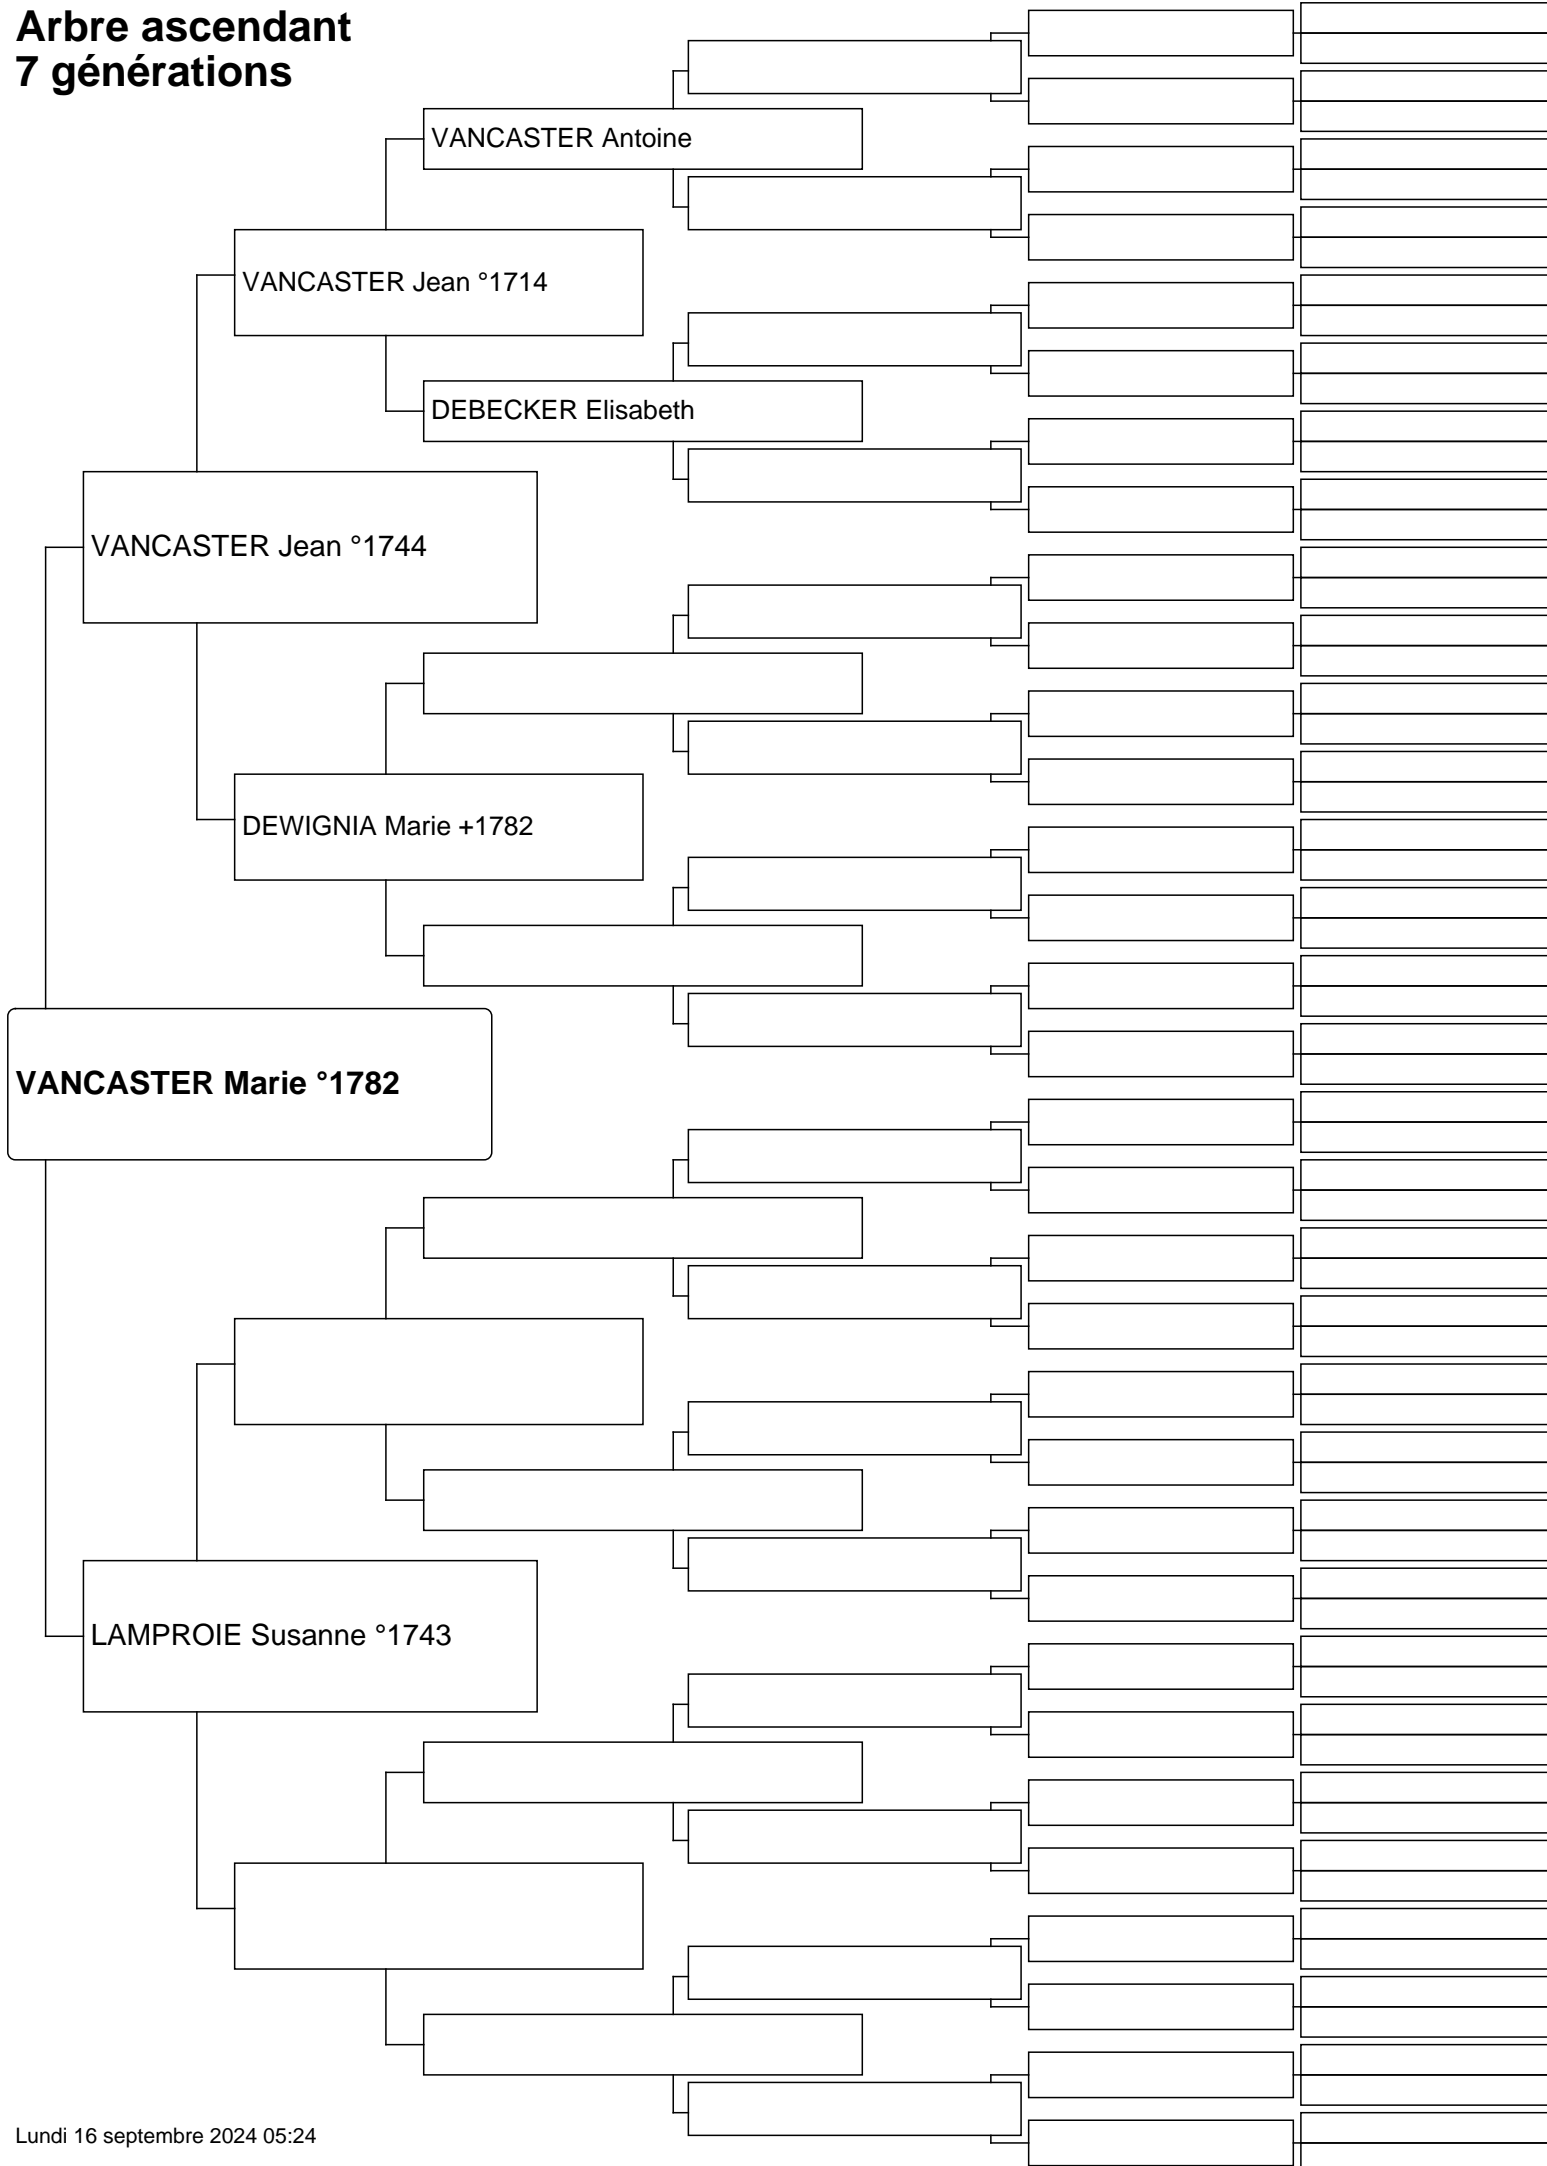 Arbre ascendant
7 générations
VANCASTER Antoine
VANCASTER Jean °1714
DEBECKER Elisabeth
VANCASTER Jean °1744
DEWIGNIA Marie +1782
VANCASTER Marie °1782
LAMPROIE Susanne °1743
Lundi 16 septembre 2024 05:24